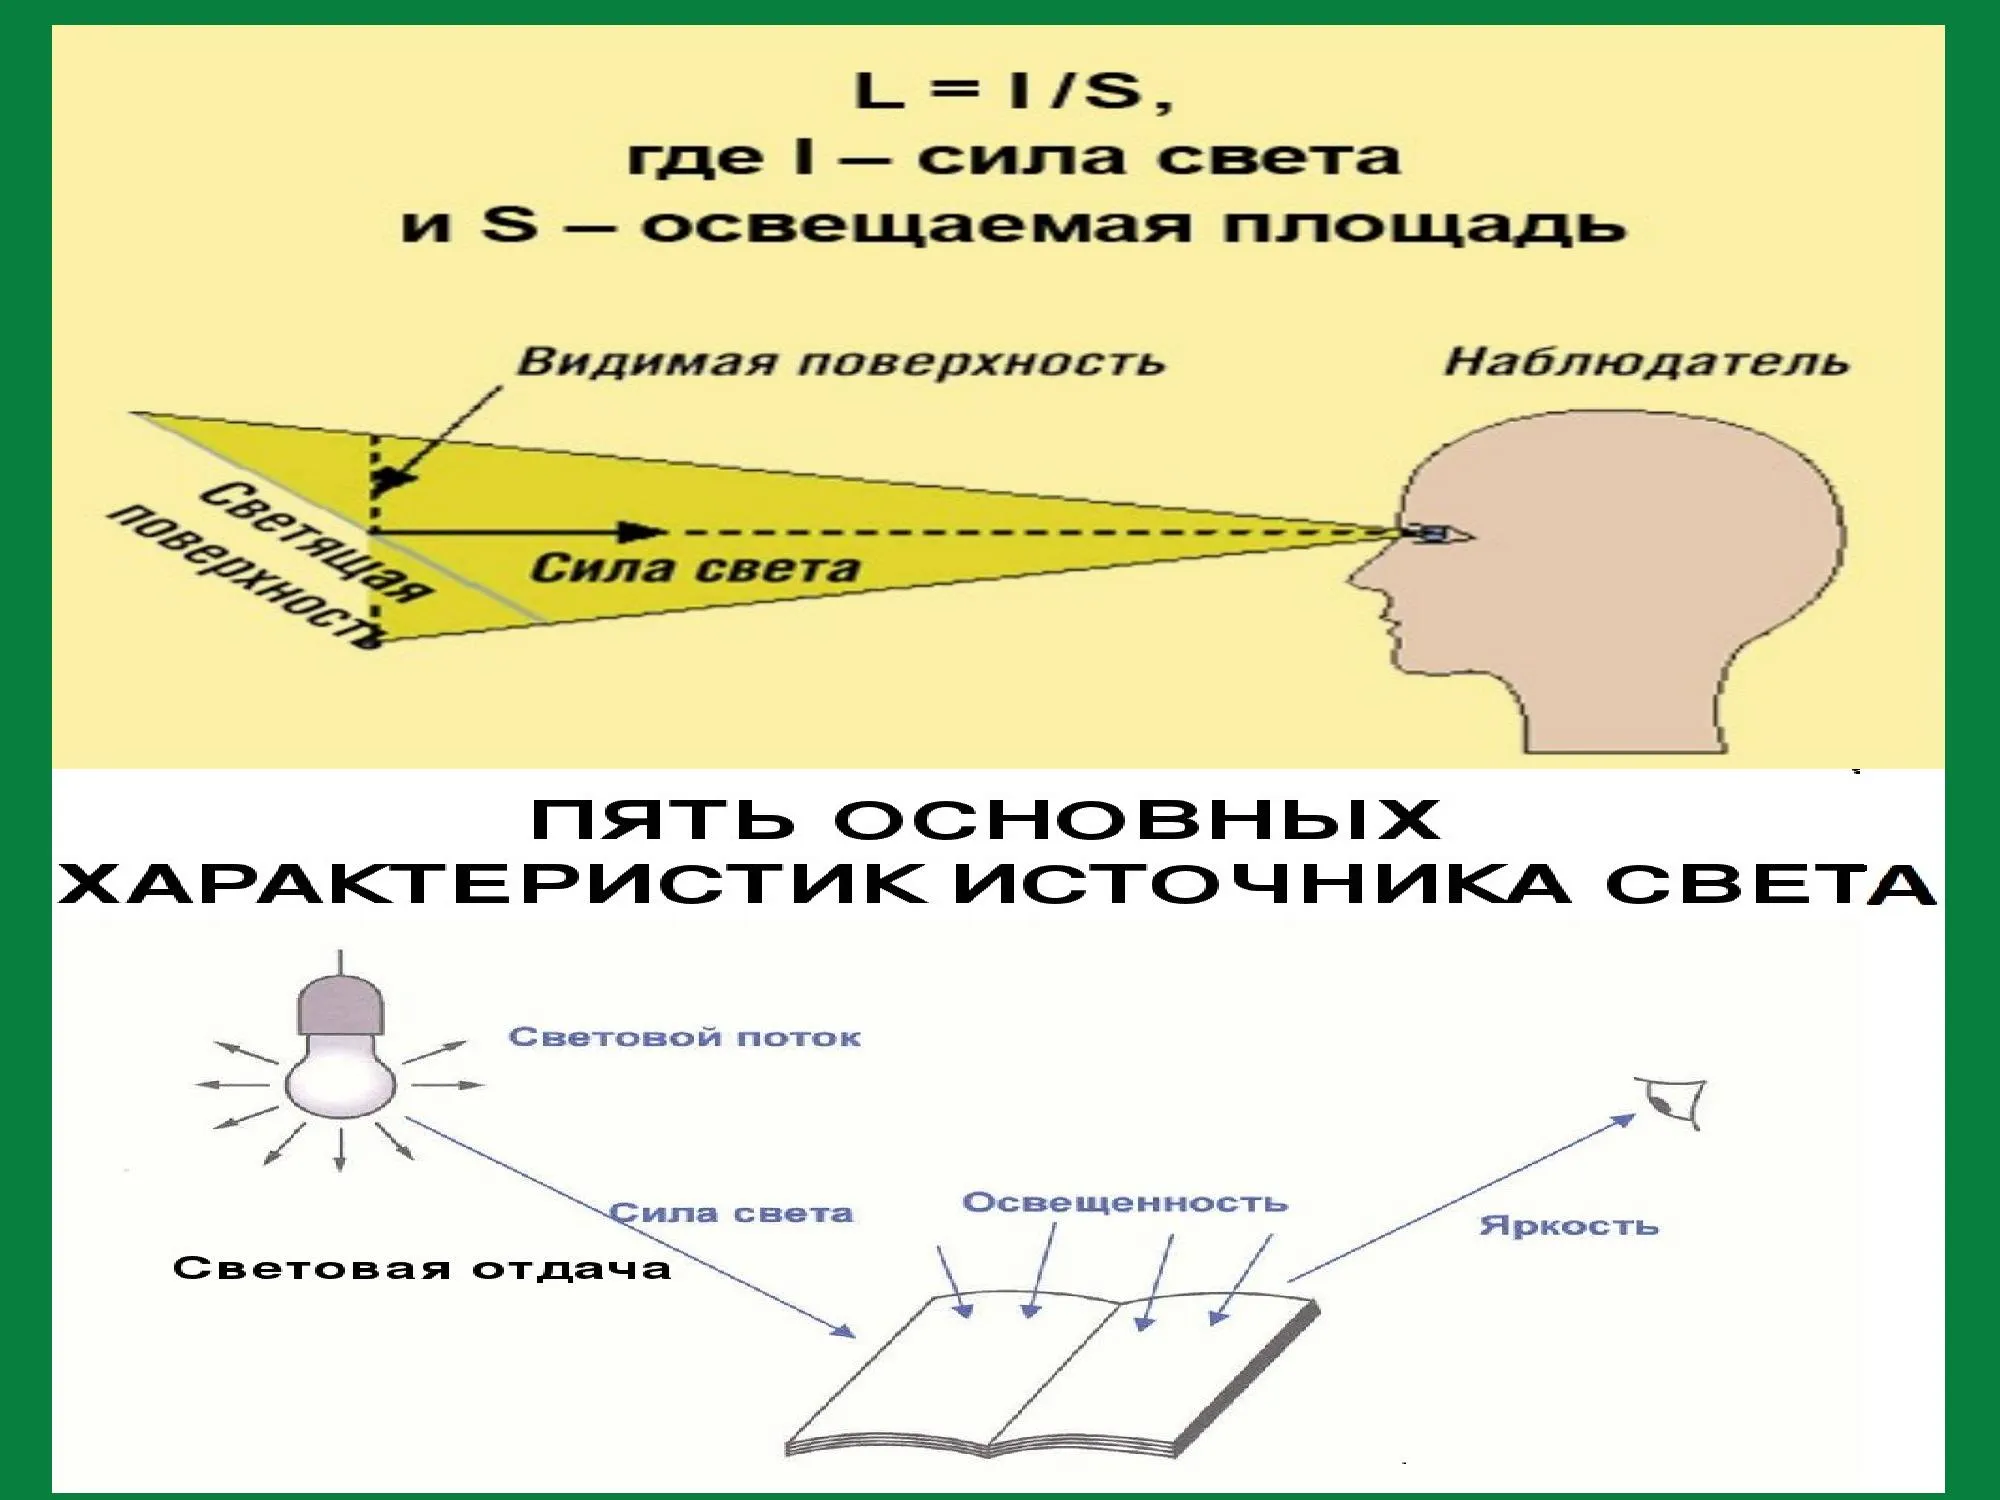 L = I / S,
где I – сила света
и S – освещаемая площадь
Видимая поверхность
Наблюдатель
Светящая
поверхность
Сила света
ПЯТЬ ОСНОВНЫХ
ХАРАКТЕРИСТИК ИСТОЧНИКА СВЕТА
Световой поток
Сила света
Освещенность
Яркость
Световая отдача